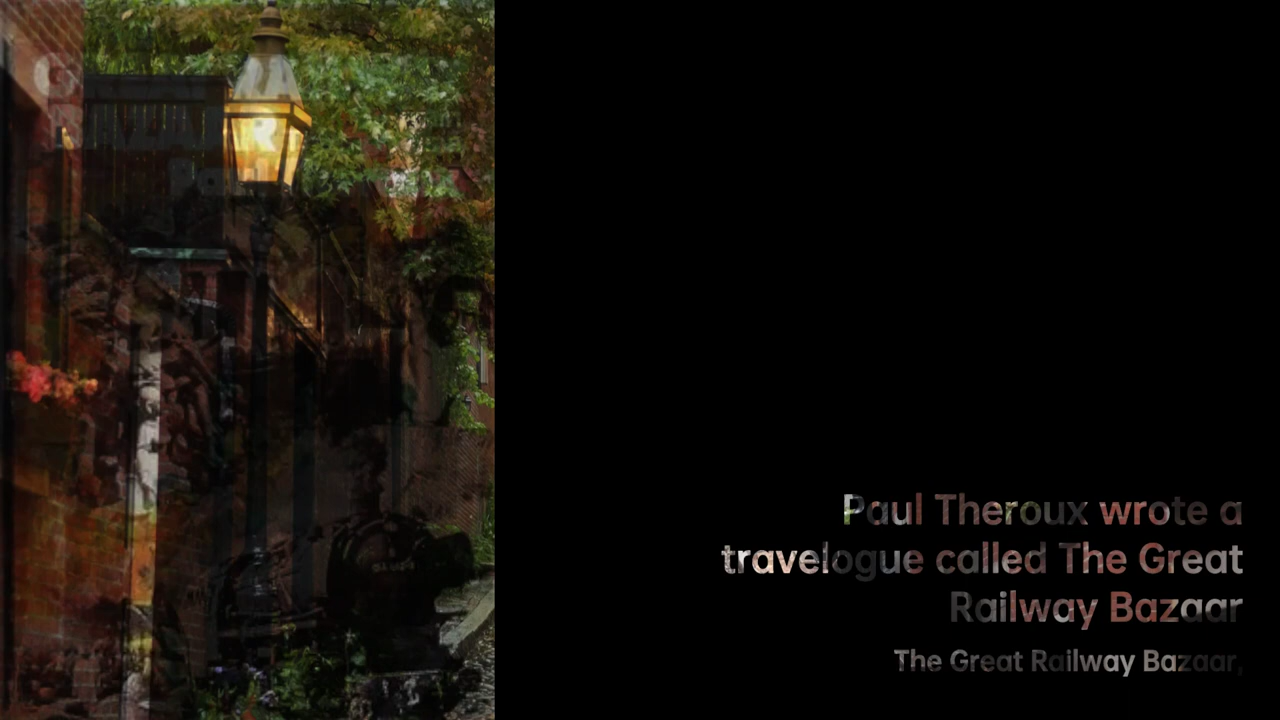 Paul Theroux wrote a
travelogue called The Great
Railway Bazaar
The Great Railway Bazaar,